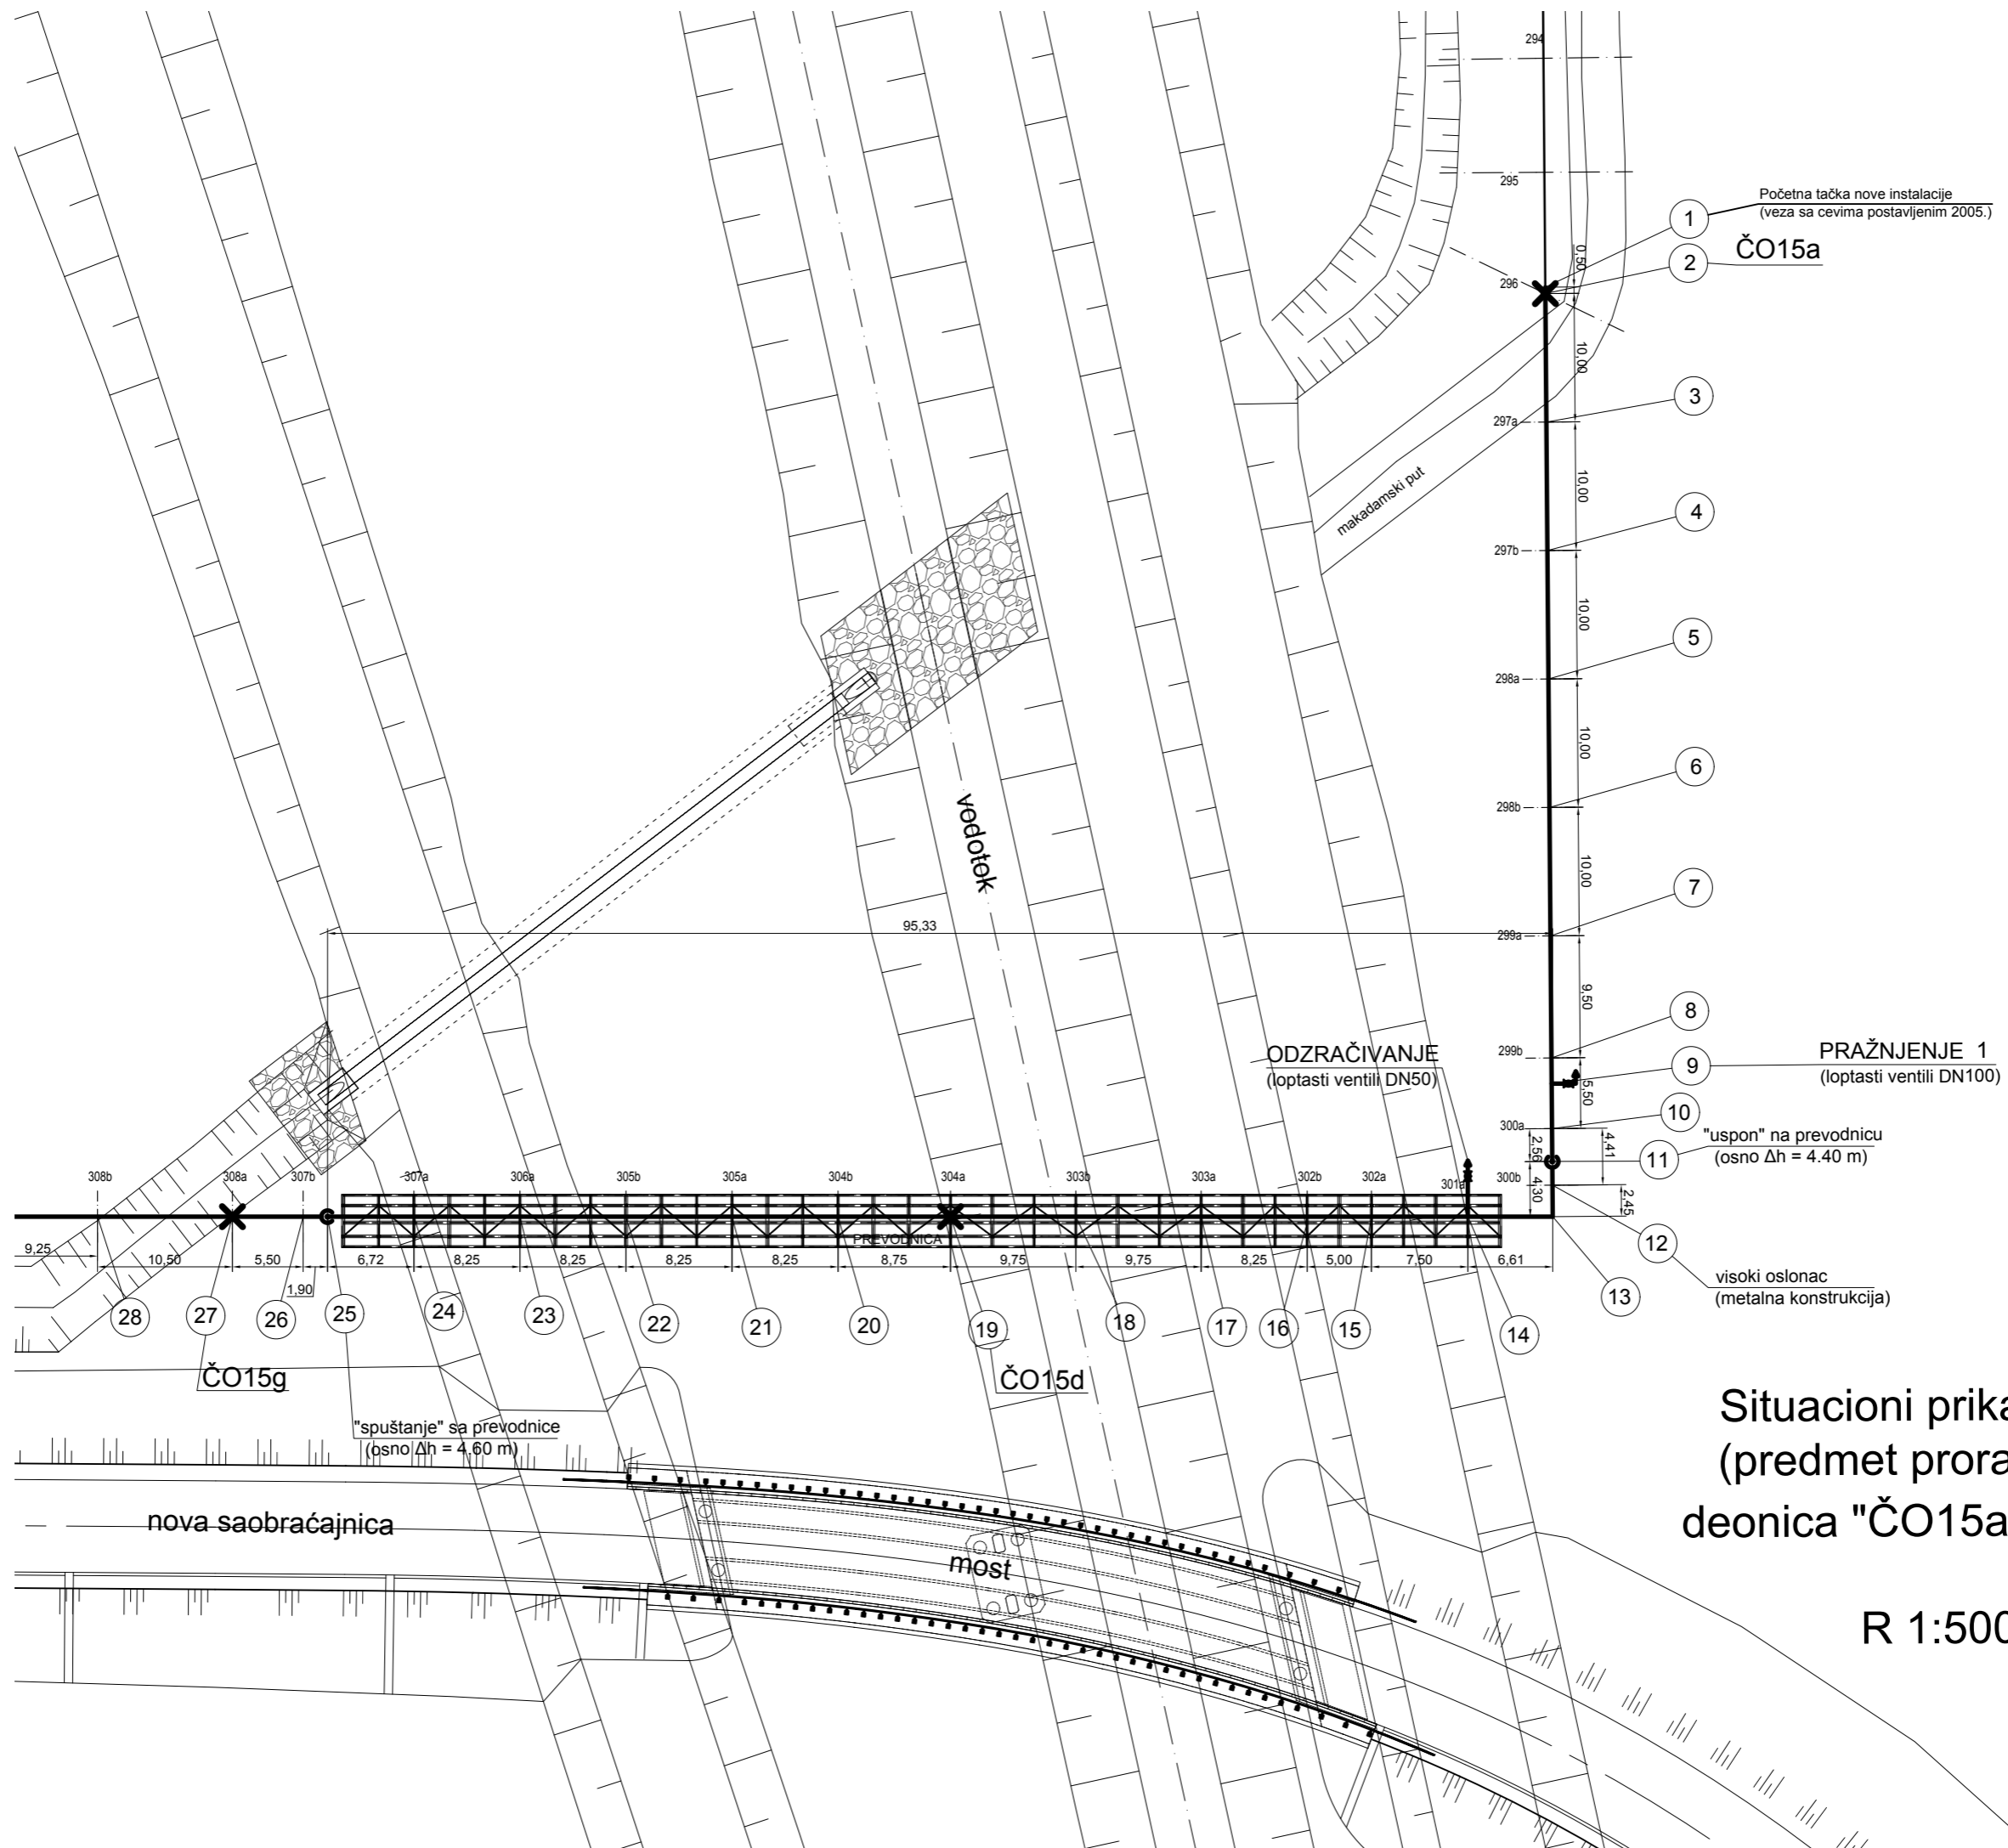 294
295
Početna tačka nove instalacije
(veza sa cevima postavljenim 2005.)
1
ČO15a
2
0,50
296
10,00
3
297a
makadamski put
10,00
4
297b
10,00
5
298a
10,00
6
298b
vodotok
10,00
7
299a
95,33
9,50
8
299b
ODZRAČIVANJE
(loptasti ventili DN50)
PRAŽNJENJE 1
(loptasti ventili DN100)
9
5,50
10
300a
2,56
4,41
"uspon" na prevodnicu
(osno Δh = 4.40 m)
11
4,30
300b
2,45
308b
308a
307b
307a
306a
305b
305a
304b
304a
303b
303a
302b
302a
301a
PREVODNICA
9,25
10,50
5,50
1,90
6,72
8,25
8,25
8,25
8,25
8,75
9,75
9,75
8,25
5,00
7,50
6,61
12
visoki oslonac
(metalna konstrukcija)
13
28
27
26
25
24
23
22
21
20
19
18
17
16
15
14
ČO15g
ČO15d
"spuštanje" sa prevodnice
(osno Δh = 4.60 m)
nova saobraćajnica
most
Situacioni prika
(predmet prora
deonica "ČO15a
R 1:500